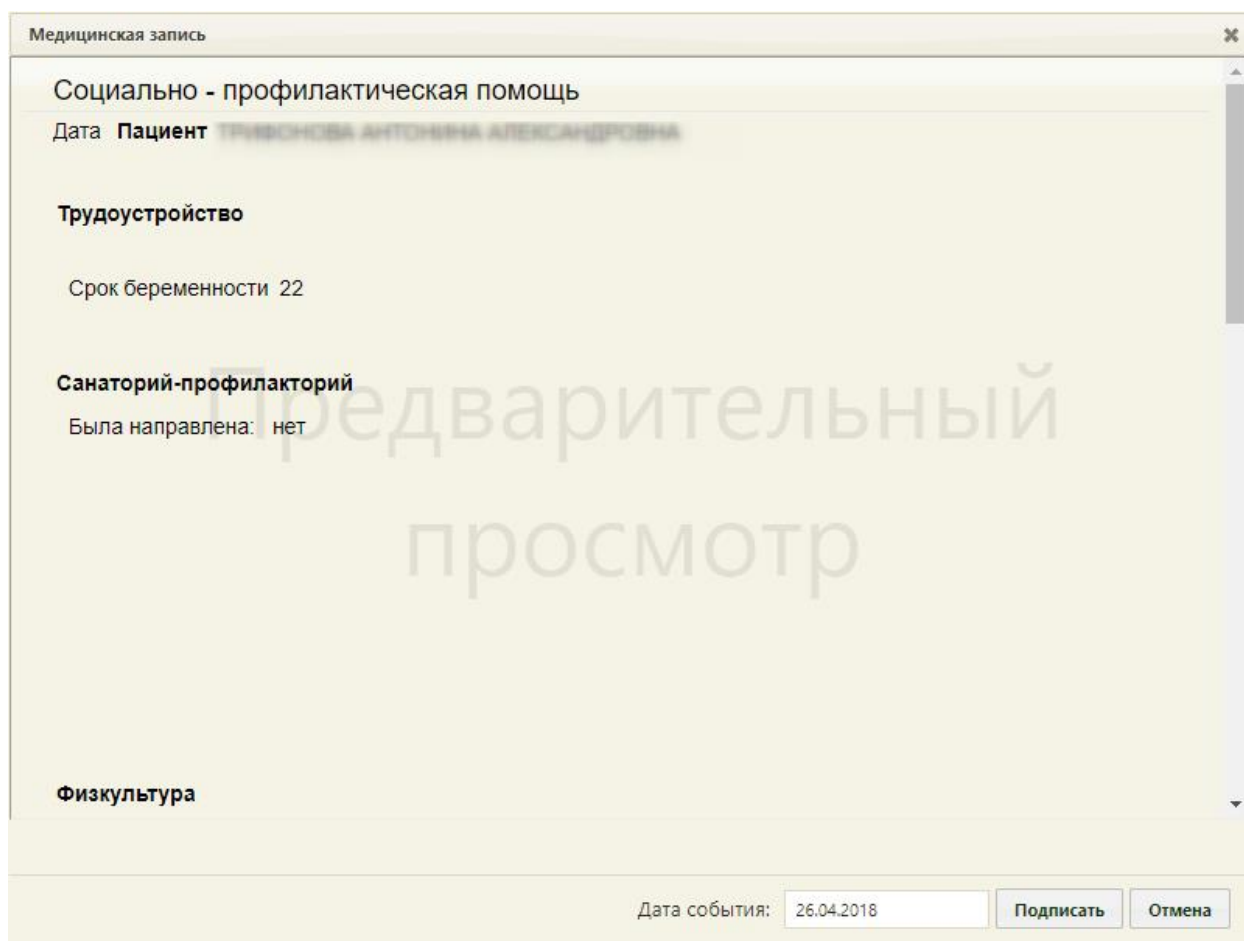 Медицинская запись
Социально - профилактическая помощь
Дата Пациент
Трудоустройство
Срок беременности 22
Санаторий-профилакторий
Была направлена: нет
Предварительный
просмотр
Физкультура
Дата события: 26.04.2018 Подписать Отмена